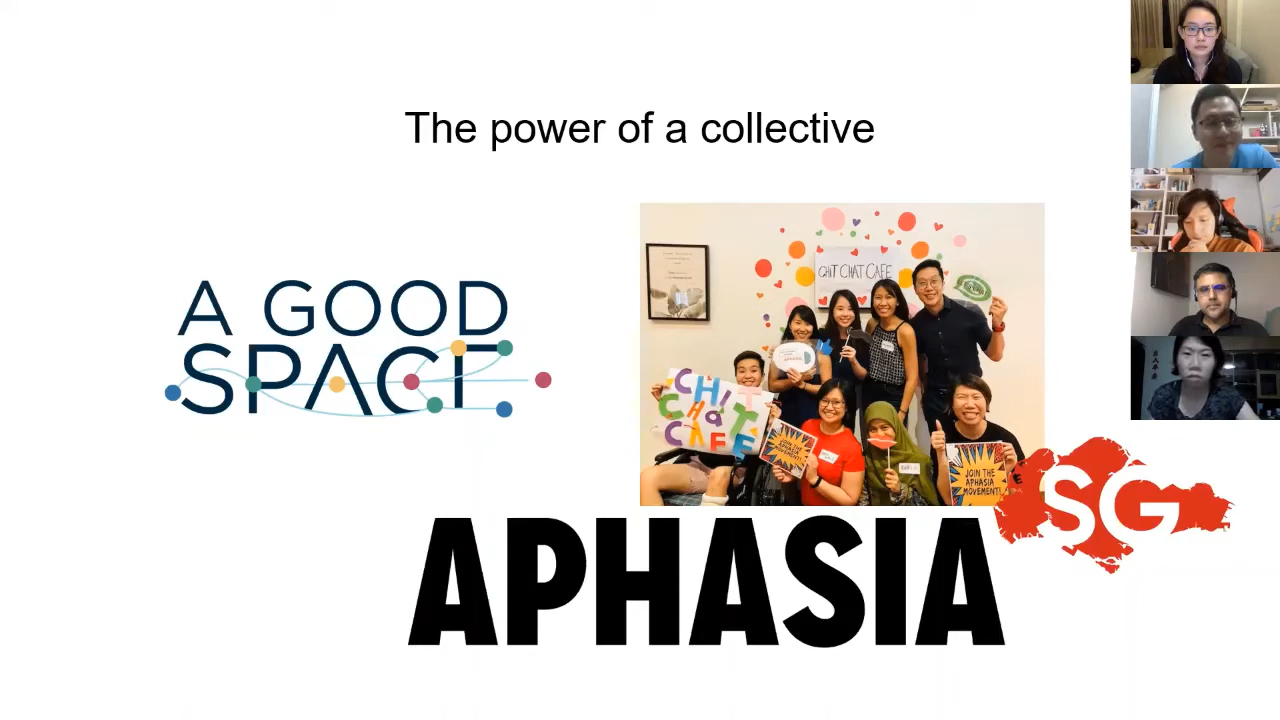 The power of a collective
A GOOD
SPACE
CHIT CHAT CAFE
CHIT
CHaT
CAFE
JOIN THE
APHASIA
MOVEMENT!
JOIN THE
APHASIA
MOVEMENT!
APHASIA
SG